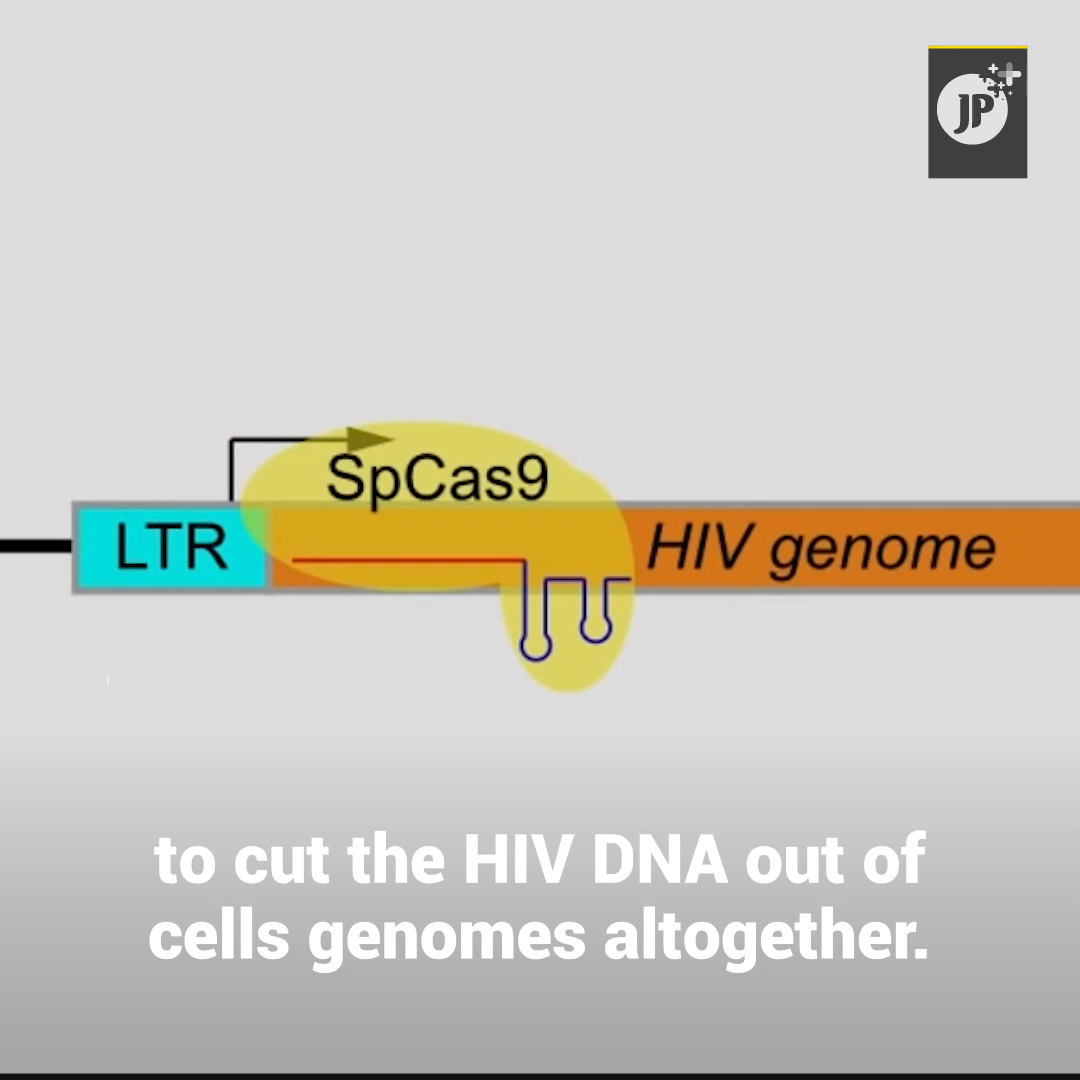 JP
SpCas9
LTR
HIV genome
to cut the HIV DNA out of
cells genomes altogether.